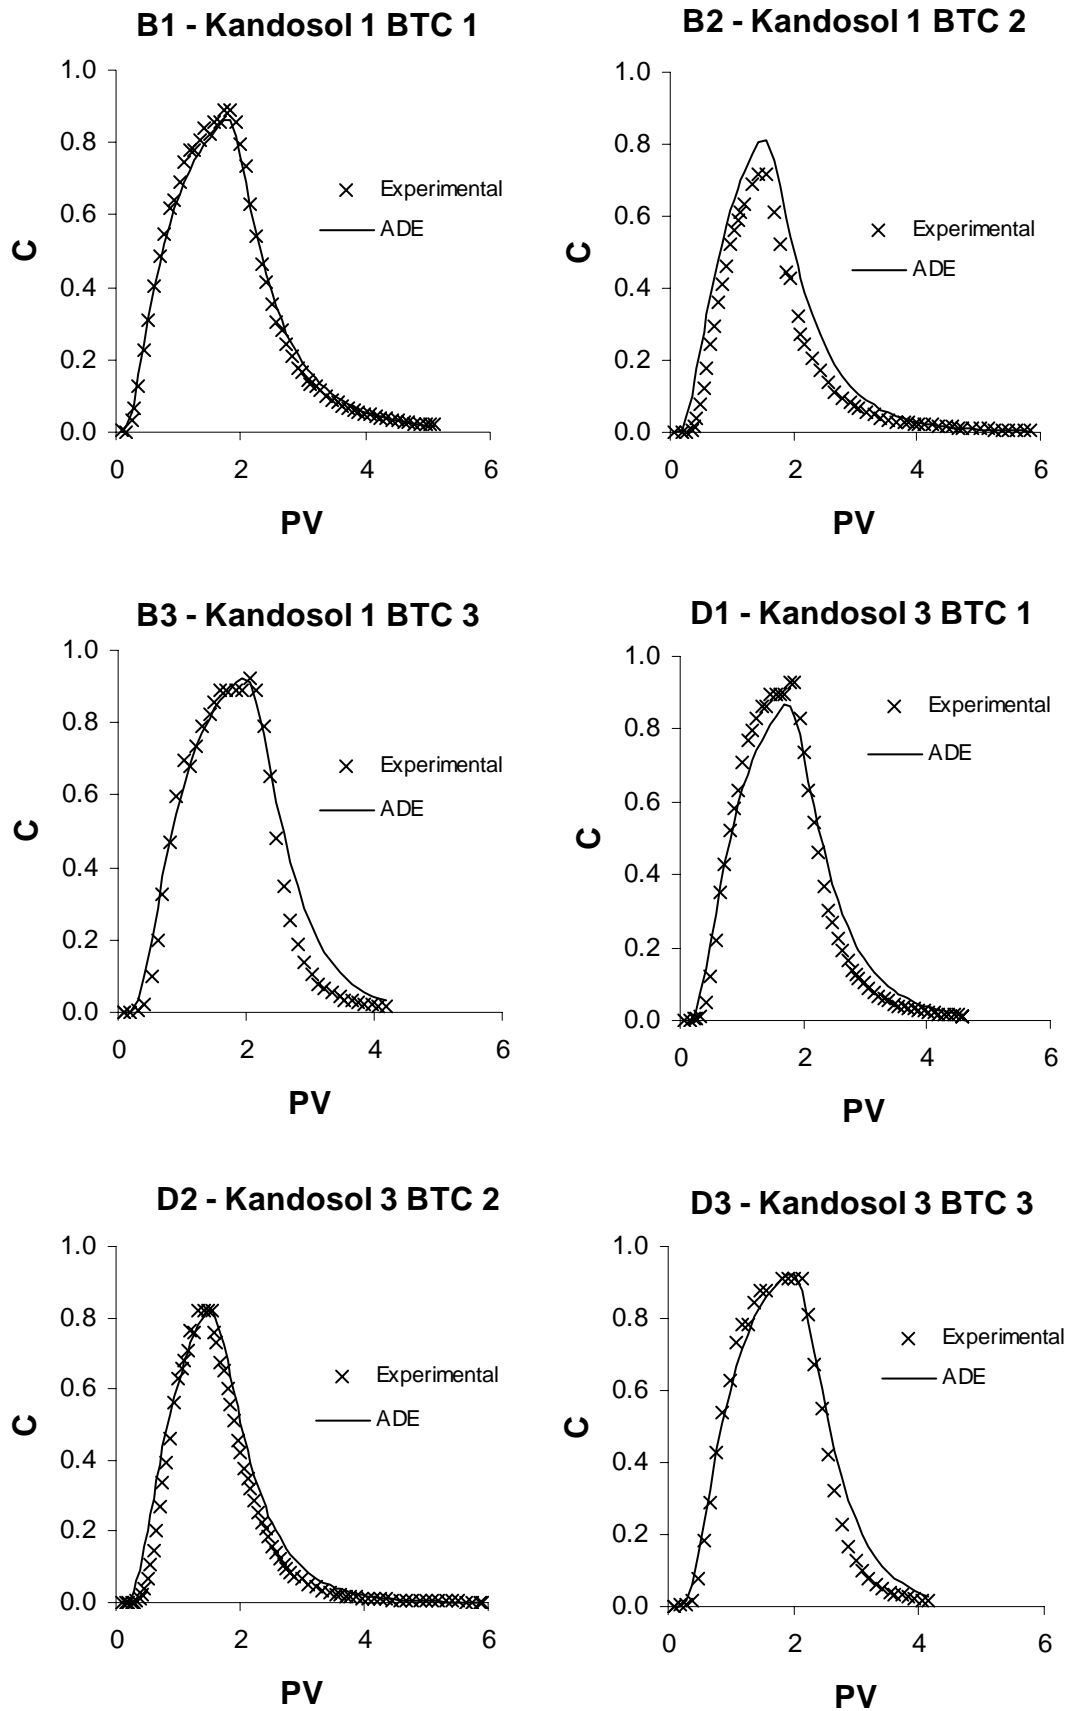 B1 - Kandosol 1 BTC 1
1.0
0.8
0.6
0.4
0.2
0.0
0 2 4 6
C
PV
Experimental
ADE
B2 - Kandosol 1 BTC 2
1.0
0.8
0.6
0.4
0.2
0.0
0 2 4 6
C
PV
Experimental
ADE
B3 - Kandosol 1 BTC 3
1.0
0.8
0.6
0.4
0.2
0.0
0 2 4 6
C
PV
Experimental
ADE
D1 - Kandosol 3 BTC 1
1.0
0.8
0.6
0.4
0.2
0.0
0 2 4 6
C
PV
Experimental
ADE
D2 - Kandosol 3 BTC 2
1.0
0.8
0.6
0.4
0.2
0.0
0 2 4 6
C
PV
Experimental
ADE
D3 - Kandosol 3 BTC 3
1.0
0.8
0.6
0.4
0.2
0.0
0 2 4 6
C
PV
Experimental
ADE